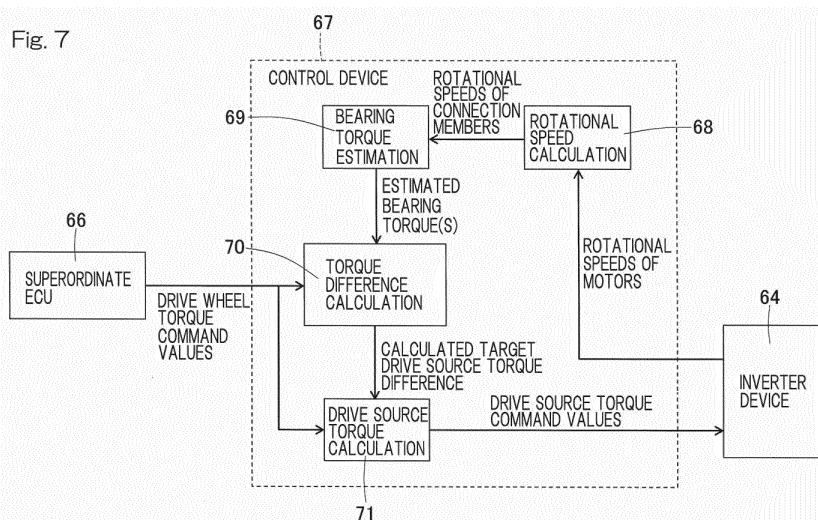 Fig. 7
67
CONTROL DEVICE
ROTATIONAL
SPEEDS OF
CONNECTION
MEMBERS
69
BEARING
TORQUE
ESTIMATION
ROTATIONAL
SPEED
CALCULATION
68
ESTIMATED
BEARING
TORQUE(S)
66
SUPERORDINATE
ECU
70
TORQUE
DIFFERENCE
CALCULATION
ROTATIONAL
SPEEDS OF
MOTORS
DRIVE WHEEL
TORQUE
COMMAND
VALUES
64
INVERTER
DEVICE
CALCULATED TARGET
DRIVE SOURCE TORQUE
DIFFERENCE
DRIVE SOURCE
TORQUE
CALCULATION
DRIVE SOURCE TORQUE
COMMAND VALUES
71